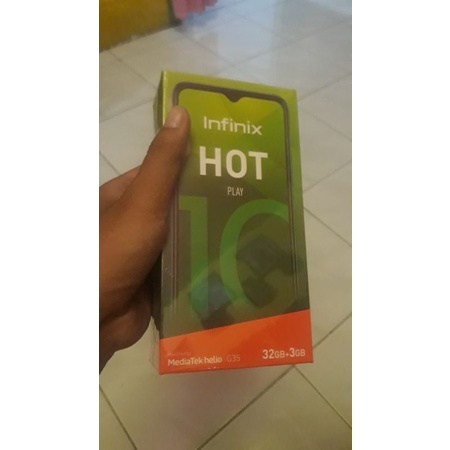 Infinix
HOT
PLAY
10
32GB+3GB
MediaTek helio G35